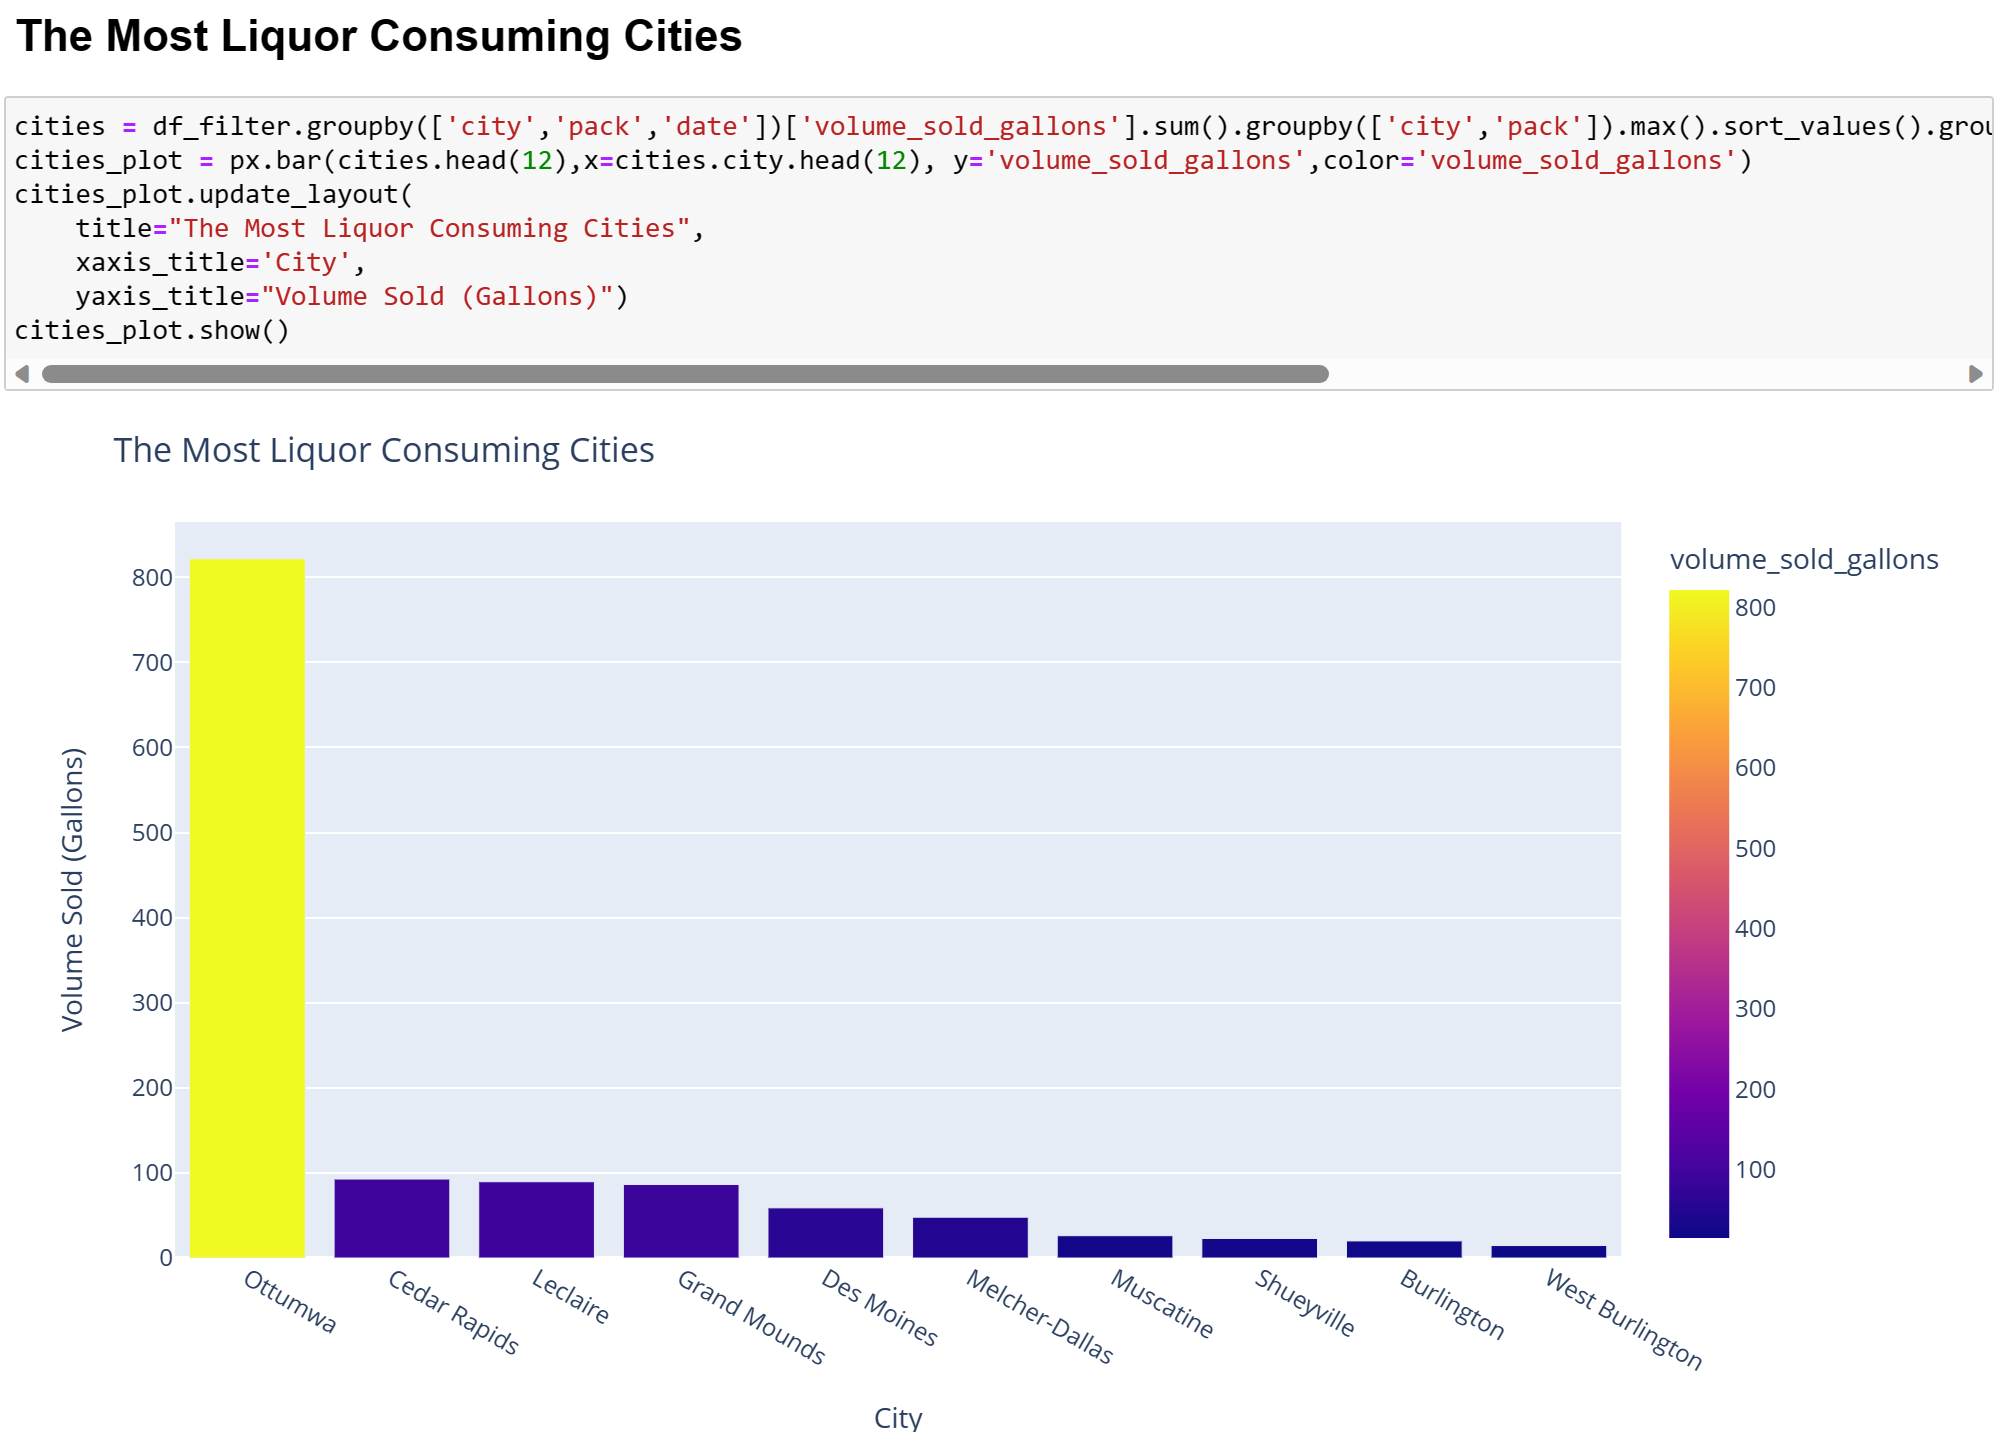 The Most Liquor Consuming Cities
cities = df_filter.groupby(['city','pack','date'])['volume_sold_gallons'].sum().groupby(['city','pack']).max().sort_values().grou
cities_plot = px.bar(cities.head(12),x=cities.city.head(12), y='volume_sold_gallons',color='volume_sold_gallons')
cities_plot.update_layout(
    title="The Most Liquor Consuming Cities",
    xaxis_title='City',
    yaxis_title="Volume Sold (Gallons)")
cities_plot.show()
The Most Liquor Consuming Cities
Volume Sold (Gallons)
800
700
600
500
400
300
200
100
0
Ottumwa
Cedar Rapids
Leclaire
Grand Mounds
Des Moines
Melcher-Dallas
Muscatine
Shueyville
Burlington
West Burlington
City
volume_sold_gallons
800
700
600
500
400
300
200
100